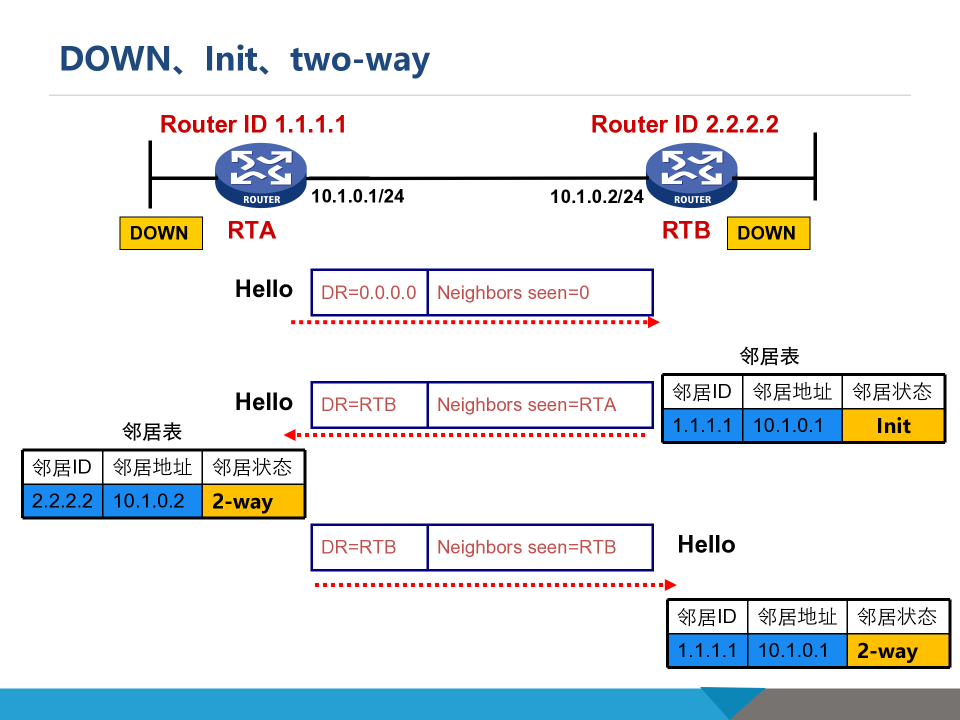 DOWN、Init、two-way
Router ID 1.1.1.1
Router ID 2.2.2.2
ROUTER
ROUTER
10.1.0.1/24
10.1.0.2/24
DOWN
RTA
RTB
DOWN
Hello
DR=0.0.0.0
Neighbors seen=0
邻居表
邻居ID 邻居地址 邻居状态
1.1.1.1 10.1.0.1 Init
Hello
DR=RTB
Neighbors seen=RTA
邻居表
邻居ID 邻居地址 邻居状态
2.2.2.2 10.1.0.2 2-way
DR=RTB
Neighbors seen=RTB
Hello
邻居ID 邻居地址 邻居状态
1.1.1.1 10.1.0.1 2-way